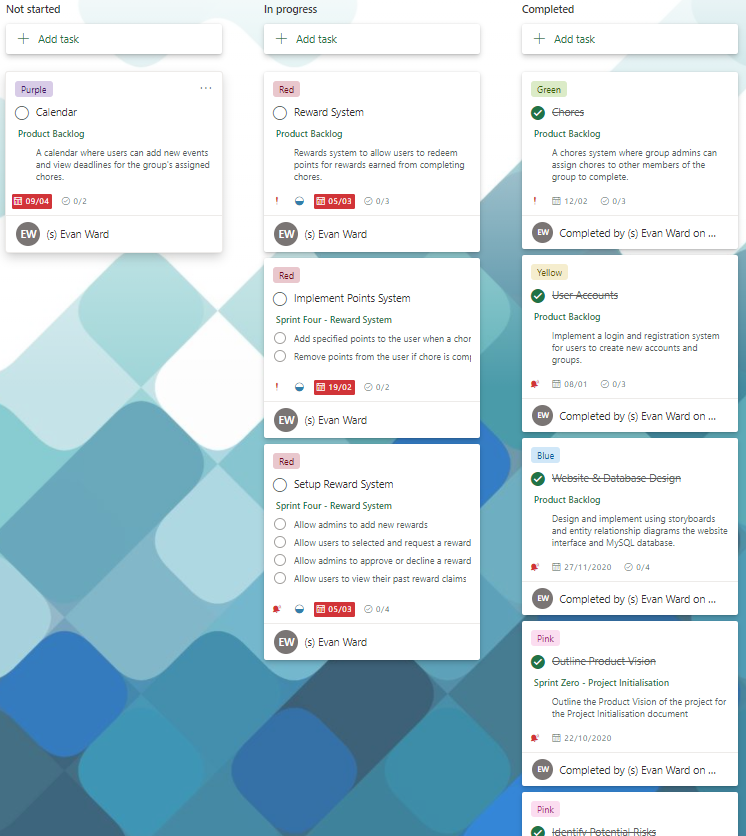 Not started
Add task
Purple
Calendar
Product Backlog
A calendar where users can add new events
and view deadlines for the group's assigned
chores.
09/04
0/2
EW
(s) Evan Ward
In progress
Add task
Red
Reward System
Product Backlog
Rewards system to allow users to redeem
points for rewards earned from completing
chores.
05/03
0/3
EW
(s) Evan Ward
Red
Implement Points System
Sprint Four - Reward System
Add specified points to the user when a chor
Remove points from the user if chore is comp
19/02
0/2
EW
(s) Evan Ward
Red
Setup Reward System
Sprint Four - Reward System
Allow admins to add new rewards
Allow users to selected and request a reward
Allow admins to approve or decline a reward
Allow users to view their past reward claims
05/03
0/4
EW
(s) Evan Ward
Completed
Add task
Green
Chores
Product Backlog
A chores system where group admins can
assign chores to other members of the
group to complete.
12/02
0/3
EW
Completed by (s) Evan Ward on ...
Yellow
User Accounts
Product Backlog
Implement a login and registration system
for users to create new accounts and
groups.
08/01
0/3
EW
Completed by (s) Evan Ward on ...
Blue
Website & Database Design
Product Backlog
Design and implement using storyboards
and entity relationship diagrams the website
interface and MySQL database.
27/11/2020
0/4
EW
Completed by (s) Evan Ward on ...
Pink
Outline Product Vision
Sprint Zero - Project Initialisation
Outline the Product Vision of the project for
the Project Initialisation document
22/10/2020
EW
Completed by (s) Evan Ward on ...
Pink
Identify Potential Risks